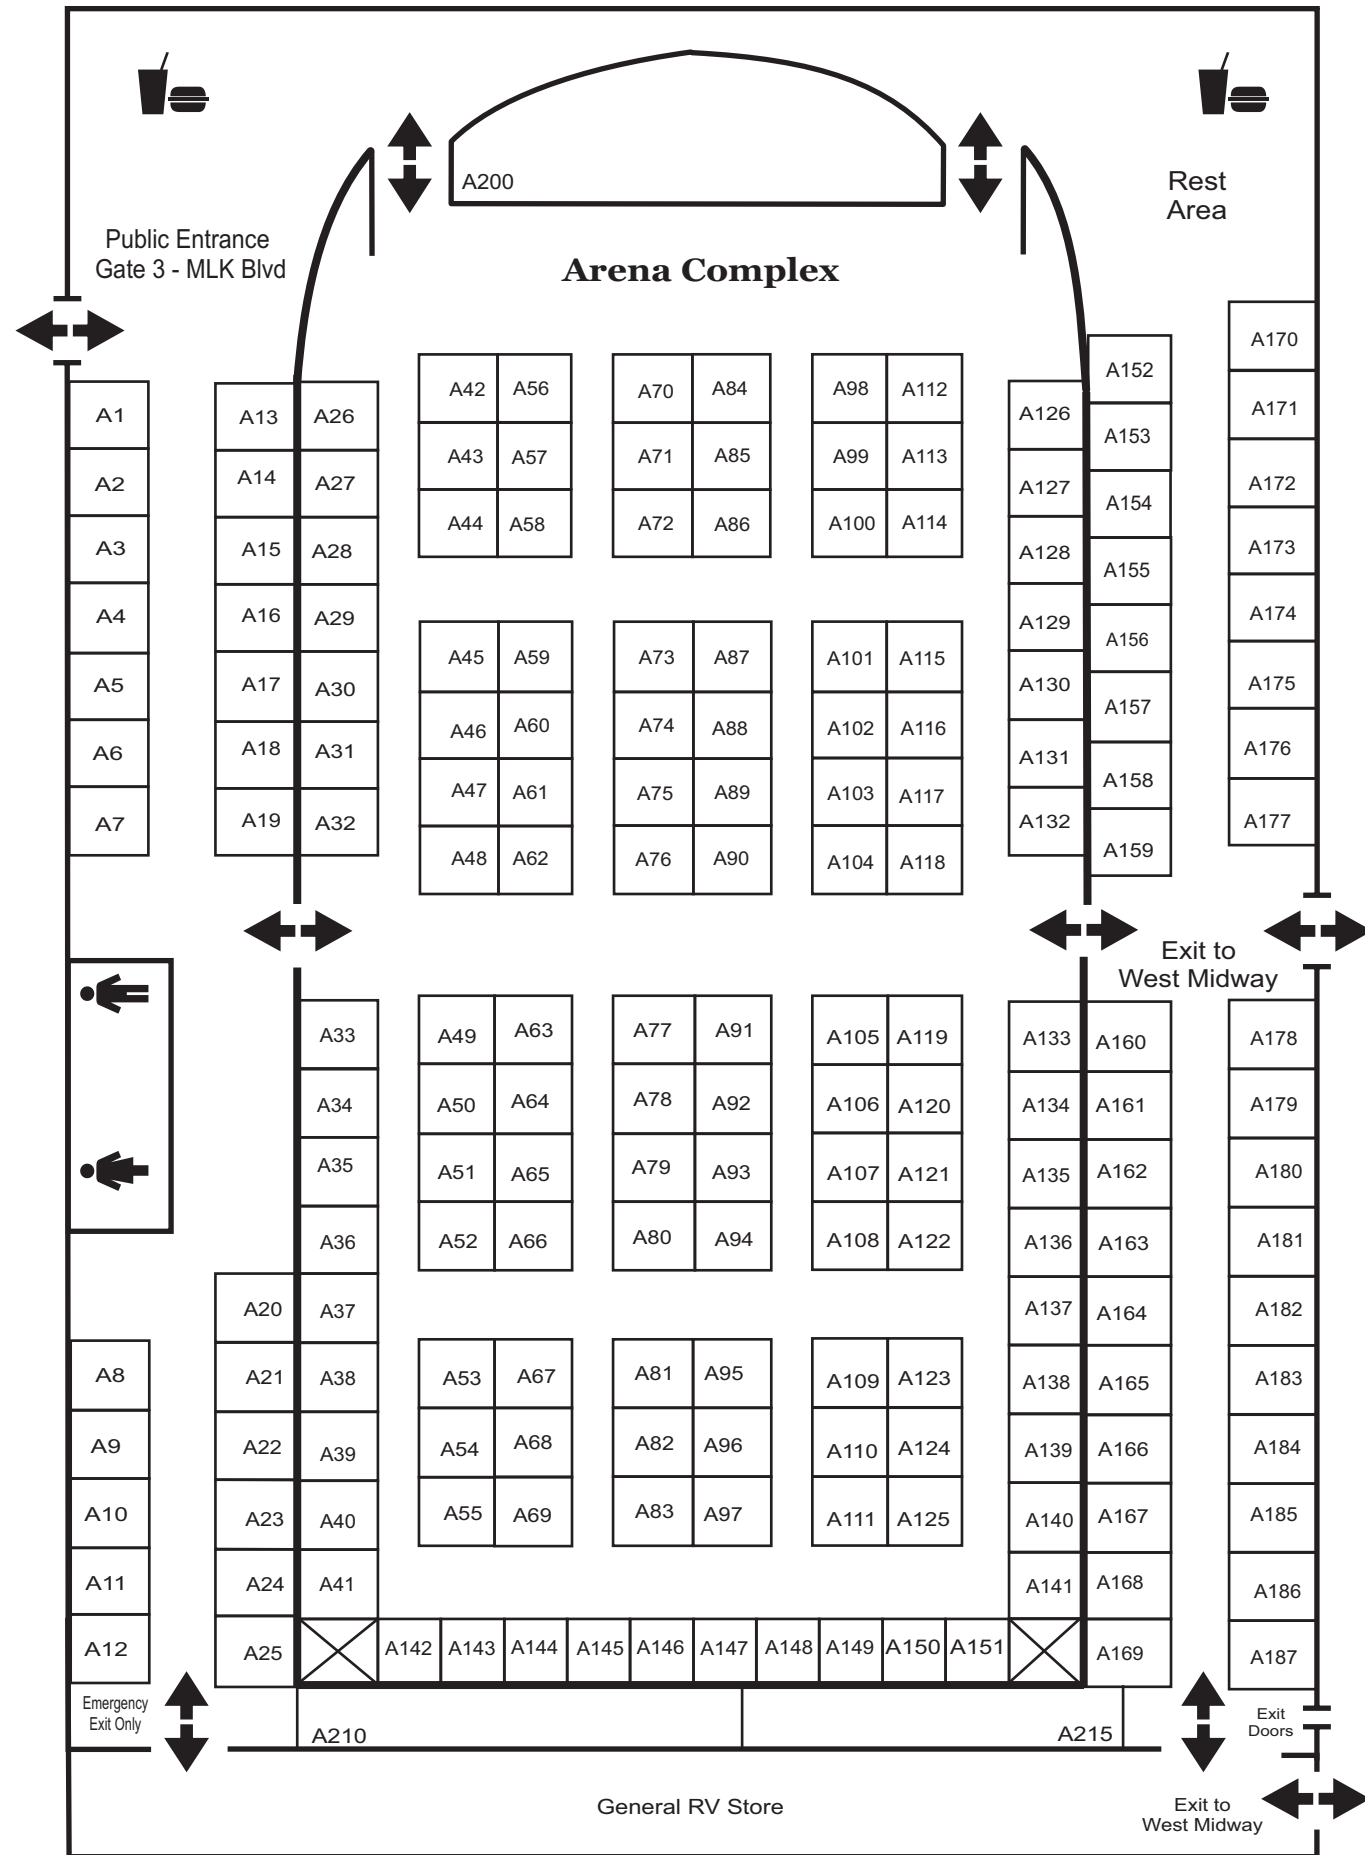 A200
Rest
Area
Public Entrance
Gate 3 - MLK Blvd
Arena Complex
A1
A2
A3
A4
A5
A6
A7
A8
A9
A10
A11
A12
A13
A14
A15
A16
A17
A18
A19
A20
A21
A22
A23
A24
A25
A26
A27
A28
A29
A30
A31
A32
A33
A34
A35
A36
A37
A38
A39
A40
A41
A42
A43
A44
A45
A46
A47
A48
A49
A50
A51
A52
A53
A54
A55
A56
A57
A58
A59
A60
A61
A62
A63
A64
A65
A66
A67
A68
A69
A70
A71
A72
A73
A74
A75
A76
A77
A78
A79
A80
A81
A82
A83
A84
A85
A86
A87
A88
A89
A90
A91
A92
A93
A94
A95
A96
A97
A98
A99
A100
A101
A102
A103
A104
A105
A106
A107
A108
A109
A110
A111
A112
A113
A114
A115
A116
A117
A118
A119
A120
A121
A122
A123
A124
A125
A126
A127
A128
A129
A130
A131
A132
A133
A134
A135
A136
A137
A138
A139
A140
A141
A142
A143
A144
A145
A146
A147
A148
A149
A150
A151
A152
A153
A154
A155
A156
A157
A158
A159
Exit to
West Midway
A160
A161
A162
A163
A164
A165
A166
A167
A168
A169
A170
A171
A172
A173
A174
A175
A176
A177
A178
A179
A180
A181
A182
A183
A184
A185
A186
A187
Emergency
Exit Only
A210
A215
Exit
Doors
General RV Store
Exit to
West Midway